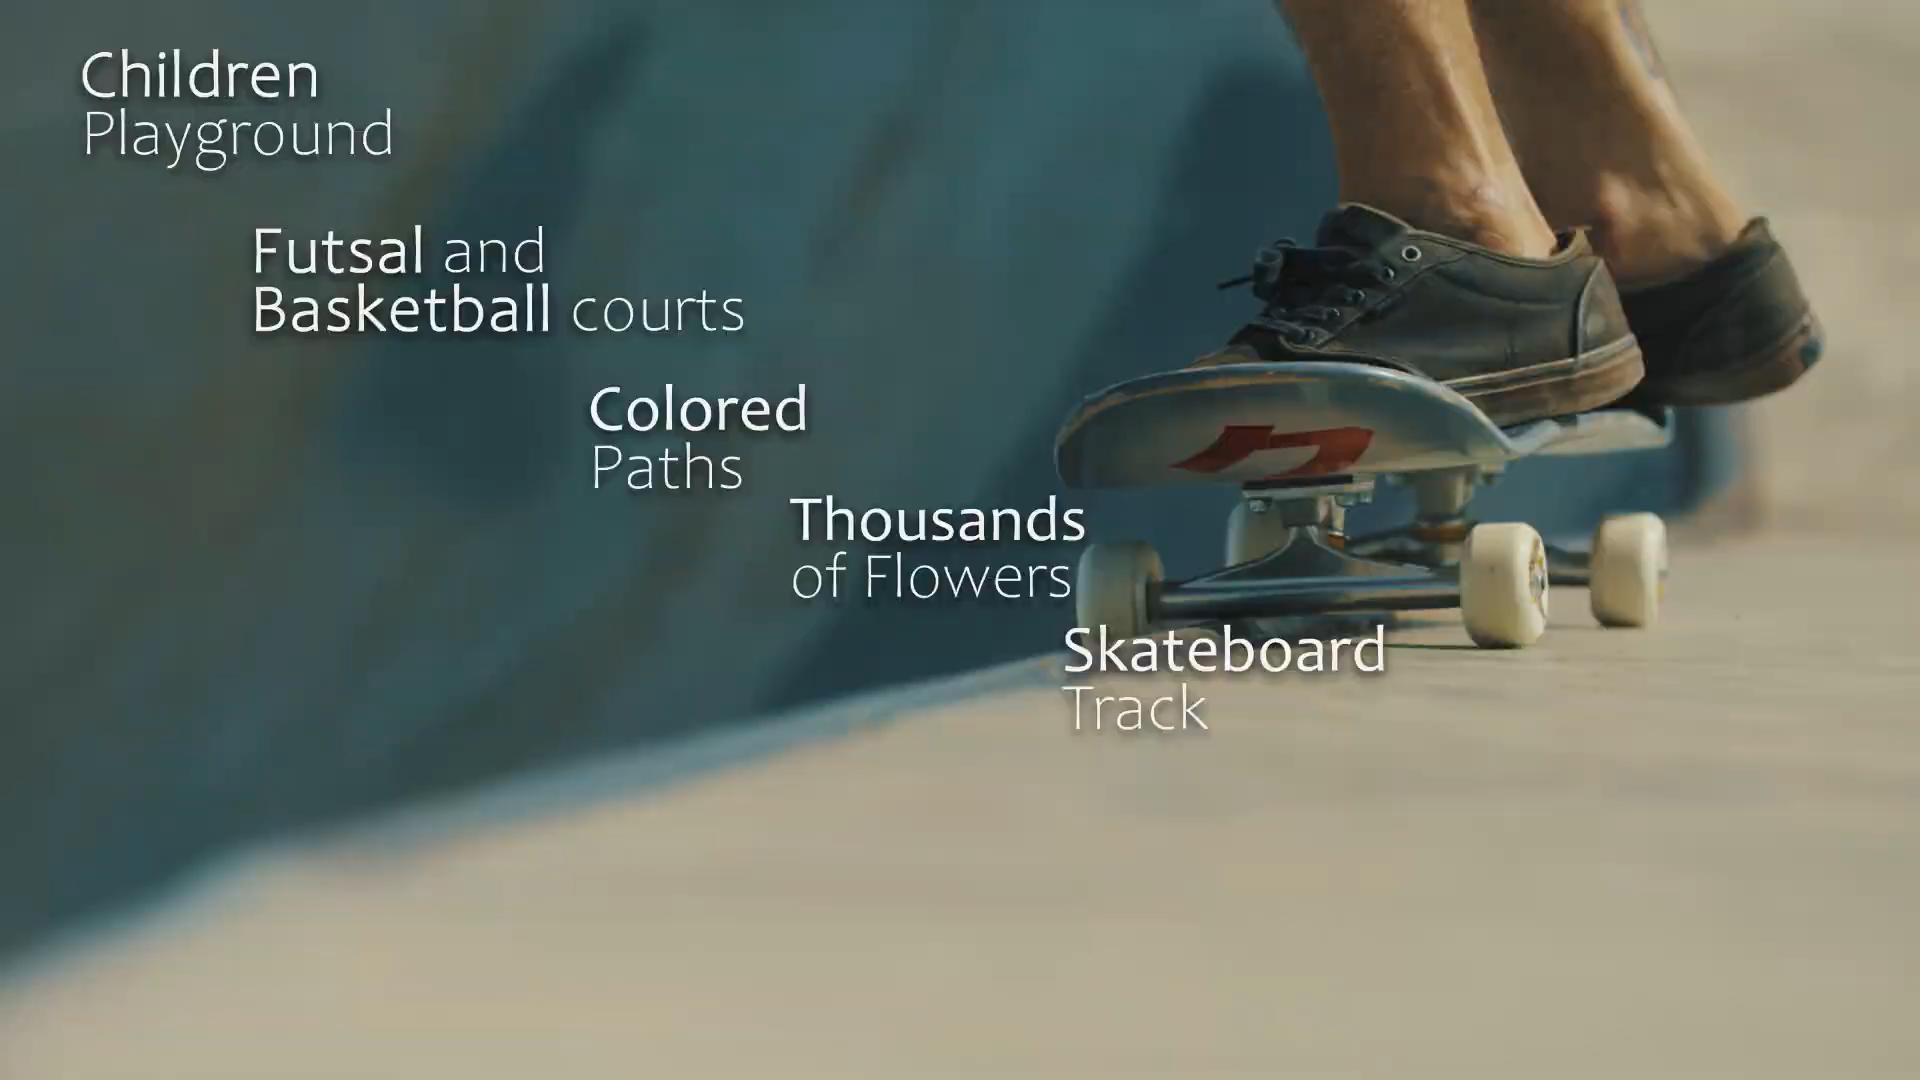 Children
Playground
Futsal and
Basketball courts
Colored
Paths
Thousands
of Flowers
Skateboard
Track